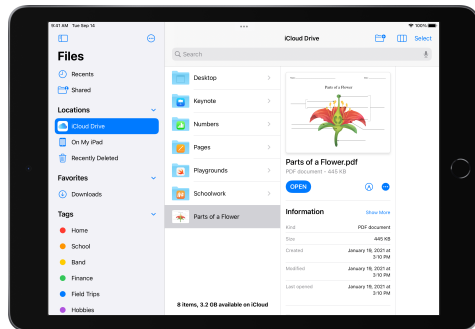 9:41 AM Tue Sep 14
100%
iCloud Drive
Select
Files
Search
Recents
Shared
Locations
iCloud Drive
On My iPad
Recently Deleted
Favorites
Downloads
Tags
Home
School
Band
Finance
Field Trips
Hobbies
Desktop
Keynote
Numbers
Pages
Playgrounds
Schoolwork
Parts of a Flower
8 items, 3.2 GB available on iCloud
Parts of a Flower
Parts of a Flower.pdf
PDF document – 445 KB
OPEN
Information Show More
Kind PDF document
Size 445 KB
Created January 19, 2021 at
3:10 PM
Modified January 19, 2021 at
3:10 PM
Last opened January 19, 2021 at
3:10 PM